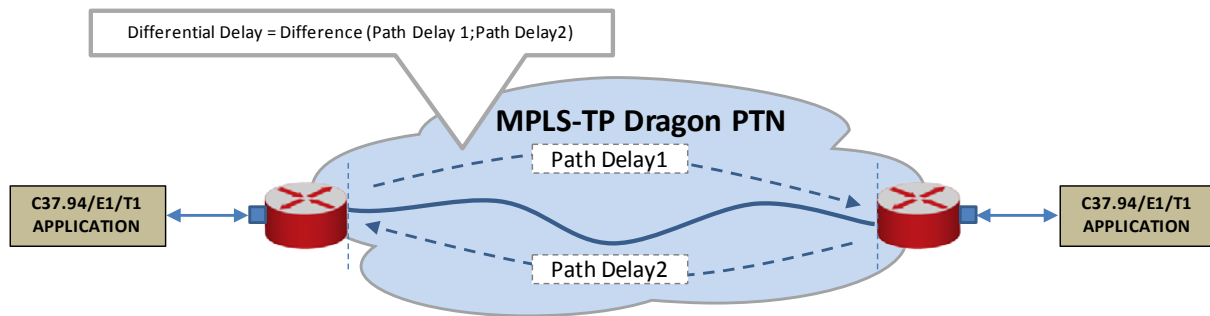 Differential Delay = Difference (Path Delay 1;Path Delay2)
MPLS-TP Dragon PTN
Path Delay1
C37.94/E1/T1
APPLICATION
C37.94/E1/T1
APPLICATION
Path Delay2